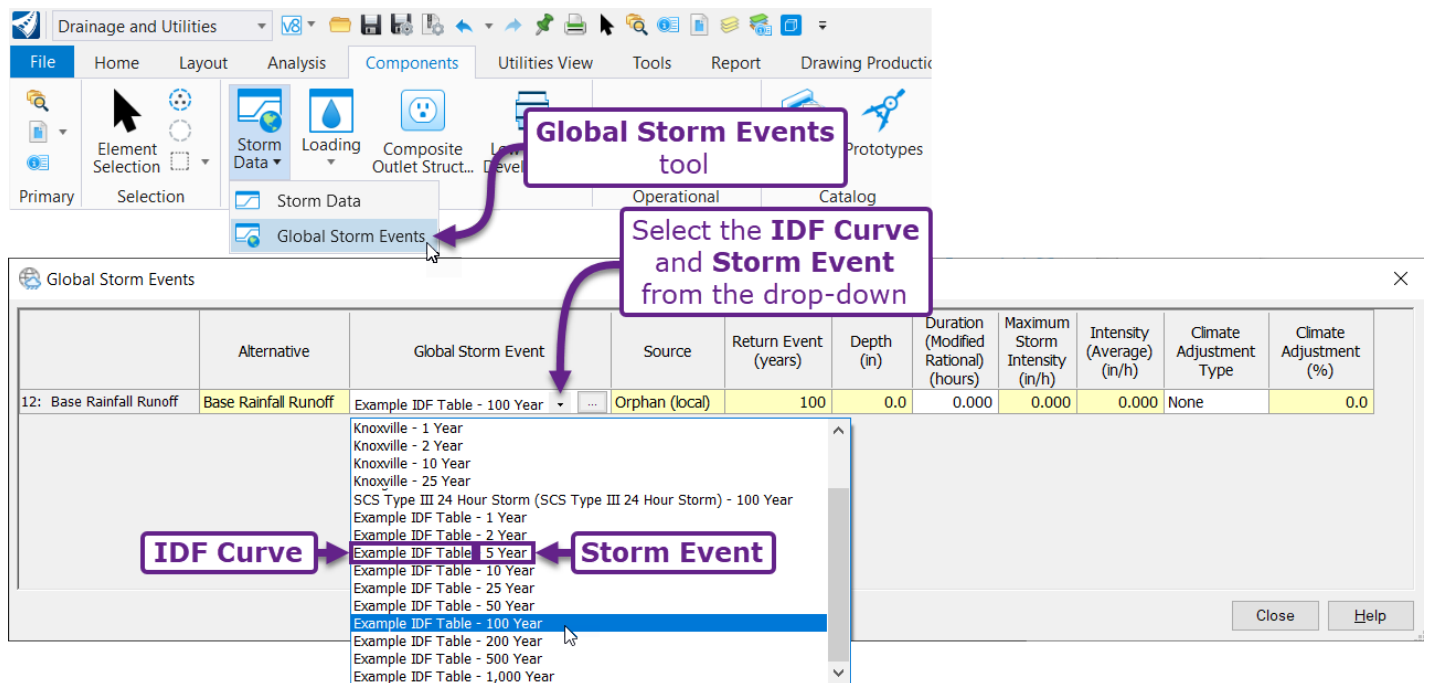 Drainage and Utilities
File Home Layout Analysis Components Utilities View Tools Report Drawing
Element
Selection
Storm
Data
Loading
Composite
Outlet Struct...
Prototypes
Primary Selection Operational Catalog
Storm Data
Global Storm Events
Global Storm Events
tool
Select the IDF Curve
and Storm Event
from the drop-down
Global Storm Events
Alternative
Global Storm Event
Source
Return Event
(years)
Depth
(in)
Duration
(Modified
Rational)
(hours)
Maximum
Storm
Intensity
(in/h)
Intensity
(Average)
(in/h)
Climate
Adjustment
Type
Climate
Adjustment
(%)
12: Base Rainfall Runoff Base Rainfall Runoff Example IDF Table - 100 Year ... Orphan (local) 100 0.0 0.000 0.000 0.000 None 0.0
Knoxville - 1 Year
Knoxville - 2 Year
Knoxville - 10 Year
Knoxville - 25 Year
SCS Type III 24 Hour Storm (SCS Type III 24 Hour Storm) - 100 Year
Example IDF Table - 1 Year
Example IDF Table - 2 Year
IDF Curve
Example IDF Table 5 Year
Storm Event
Example IDF Table - 10 Year
Example IDF Table - 25 Year
Example IDF Table - 50 Year
Example IDF Table - 100 Year
Example IDF Table - 200 Year
Example IDF Table - 500 Year
Example IDF Table - 1,000 Year
Close Help